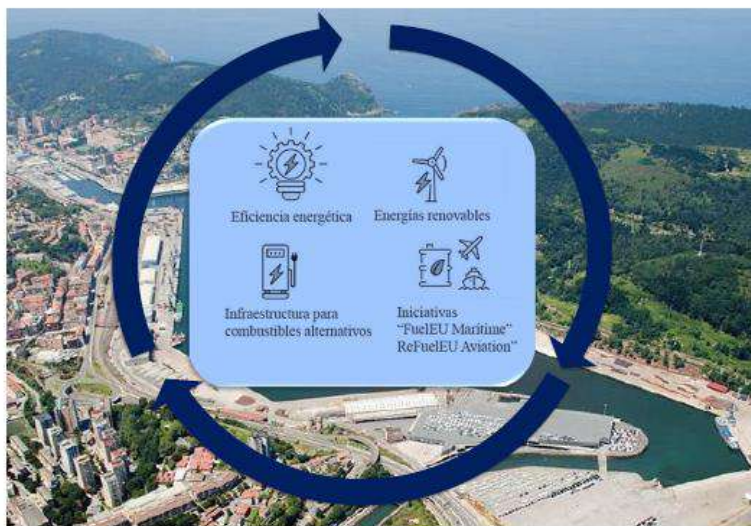 Eficiencia energética
Energías renovables
Infraestructura para
combustibles alternativos
Iniciativas
“FuelEU Maritime”
ReFuelEU Aviation”